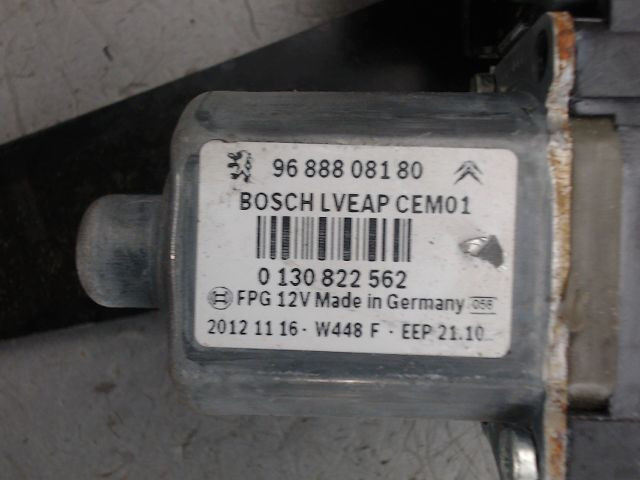 96 888 081 80
BOSCH LVEAP CEM01
0 130 822 562
FPG 12V Made in Germany 056
2012 11 16 - W448 F - EEP 21.10